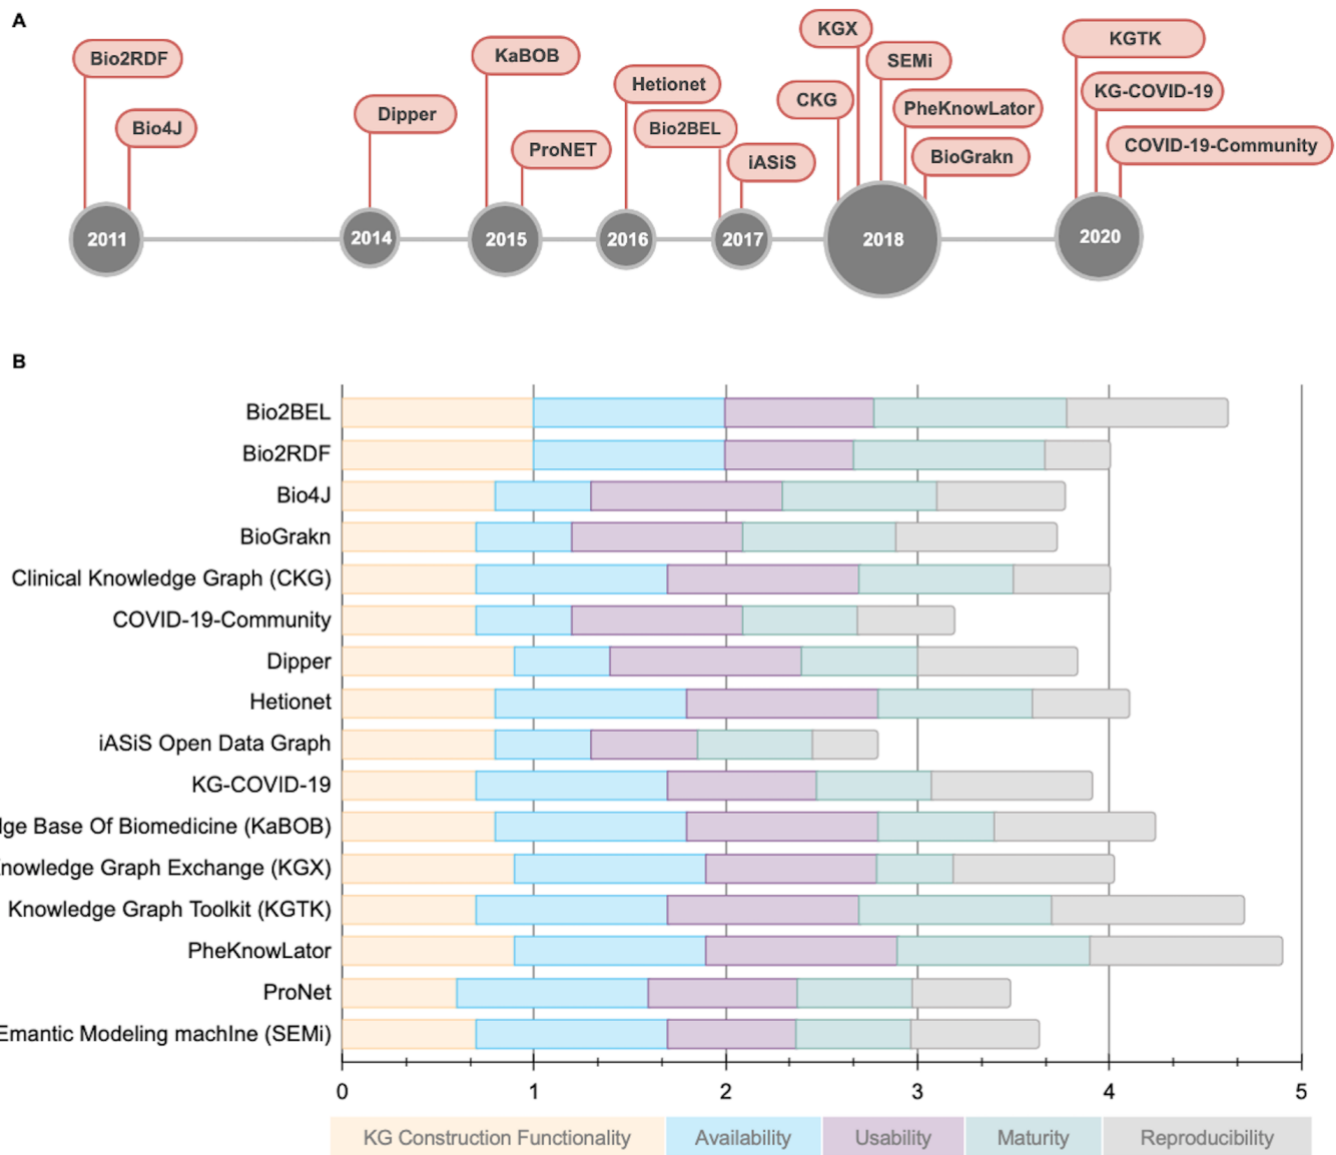 A
Bio2RDF
Bio4J
Dipper
KaBOB
ProNET
Hetionet
Bio2BEL
iASiS
CKG
KGX
SEMi
PheKnowLator
BioGrakn
KGTK
KG-COVID-19
COVID-19-Community
2011 2014 2015 2016 2017 2018 2020
B
Bio2BEL
Bio2RDF
Bio4J
BioGrakn
Clinical Knowledge Graph (CKG)
COVID-19-Community
Dipper
Hetionet
iASiS Open Data Graph
KG-COVID-19
dge Base Of Biomedicine (KaBOB)
nowledge Graph Exchange (KGX)
Knowledge Graph Toolkit (KGTK)
PheKnowLator
ProNet
Emantic Modeling machIne (SEMi)
0 1 2 3 4 5
KG Construction Functionality Availability Usability Maturity Reproducibility